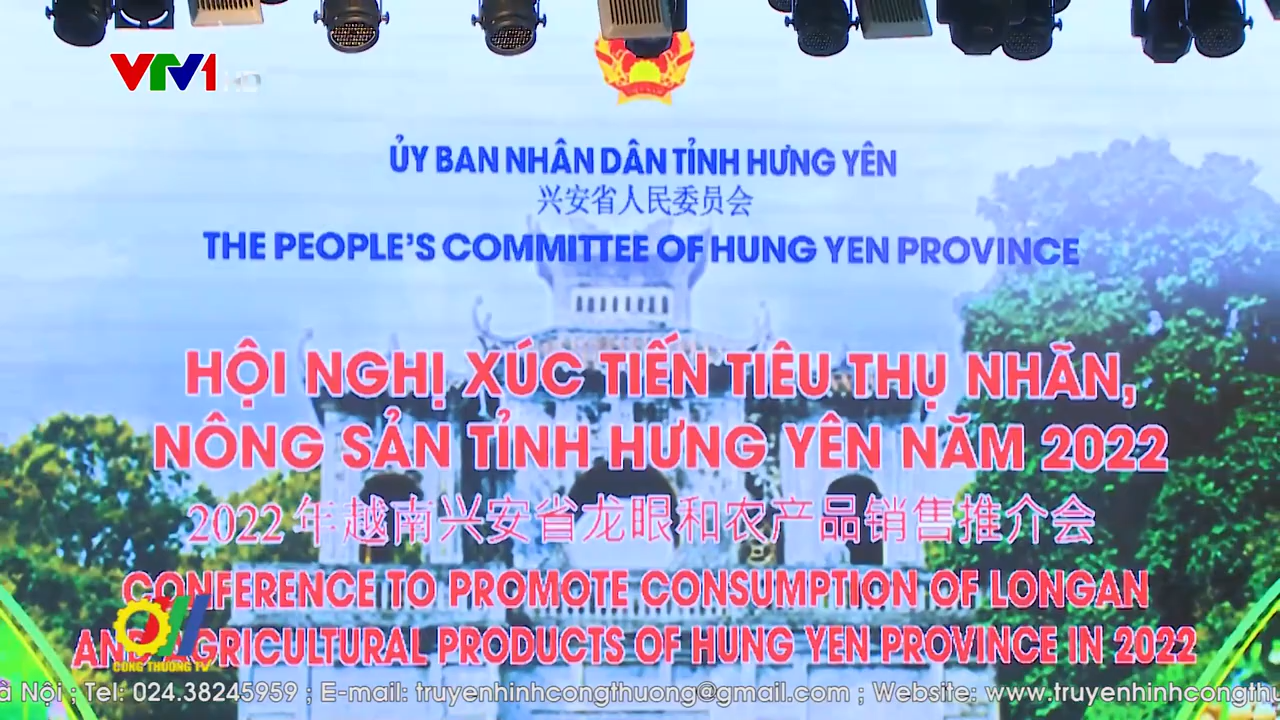 VTV1 HD
ỦY BAN NHÂN DÂN TỈNH HƯNG YÊN
兴安省人民委员会
THE PEOPLE'S COMMITTEE OF HUNG YEN PROVINCE
HỘI NGHỊ XÚC TIẾN TIÊU THỤ NHÃN,
NÔNG SẢN TỈNH HƯNG YÊN NĂM 2022
2022 年越南兴安省龙眼和农产品销售推介会
CONFERENCE TO PROMOTE CONSUMPTION OF LONGAN
AND AGRICULTURAL PRODUCTS OF HUNG YEN PROVINCE IN 2022
CÔNG THƯƠNG TV
à Nội ; Tel: 024.38245959 ; E-mail: truyenhinhcongthuong@gmail.com ; Website: www.truyenhinhcongthu